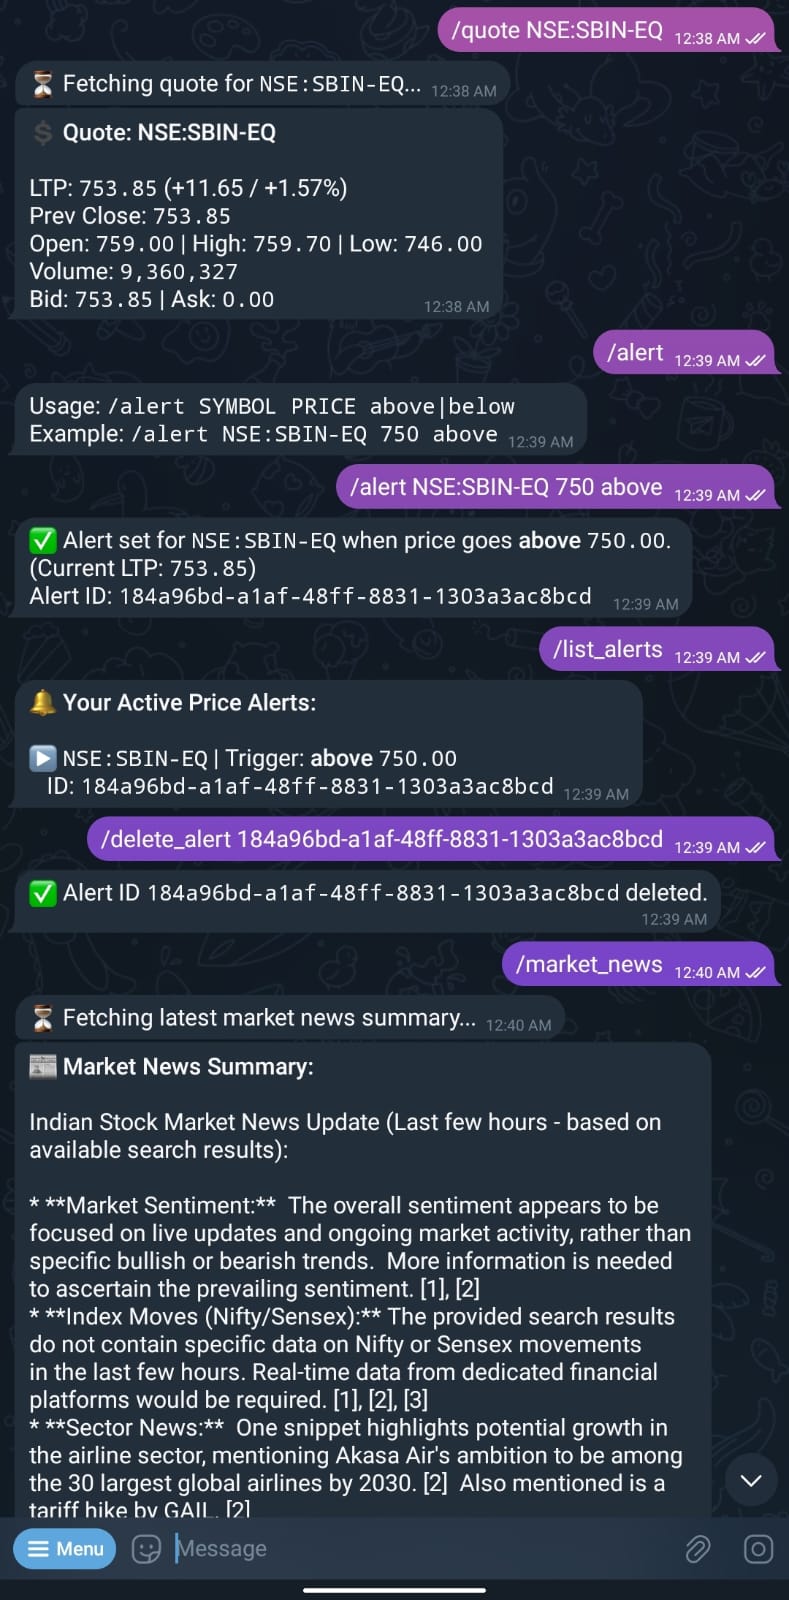 /quote NSE:SBIN-EQ 12:38 AM
Fetching quote for NSE:SBIN-EQ... 12:38 AM
Quote: NSE:SBIN-EQ
LTP: 753.85 (+11.65 / +1.57%)
Prev Close: 753.85
Open: 759.00 | High: 759.70 | Low: 746.00
Volume: 9,360,327
Bid: 753.85 | Ask: 0.00
12:38 AM
/alert 12:39 AM
Usage: /alert SYMBOL PRICE above|below
Example: /alert NSE:SBIN-EQ 750 above 12:39 AM
/alert NSE:SBIN-EQ 750 above 12:39 AM
Alert set for NSE:SBIN-EQ when price goes above 750.00.
(Current LTP: 753.85)
Alert ID: 184a96bd-a1af-48ff-8831-1303a3ac8bcd 12:39 AM
/list_alerts 12:39 AM
Your Active Price Alerts:
NSE:SBIN-EQ | Trigger: above 750.00
ID: 184a96bd-a1af-48ff-8831-1303a3ac8bcd 12:39 AM
/delete_alert 184a96bd-a1af-48ff-8831-1303a3ac8bcd 12:39 AM
Alert ID 184a96bd-a1af-48ff-8831-1303a3ac8bcd deleted.
12:39 AM
/market_news 12:40 AM
Fetching latest market news summary... 12:40 AM
Market News Summary:
Indian Stock Market News Update (Last few hours - based on
available search results):
* **Market Sentiment:**  The overall sentiment appears to be
focused on live updates and ongoing market activity, rather than
specific bullish or bearish trends.  More information is needed
to ascertain the prevailing sentiment. [1], [2]
* **Index Moves (Nifty/Sensex):** The provided search results
do not contain specific data on Nifty or Sensex movements
in the last few hours. Real-time data from dedicated financial
platforms would be required. [1], [2], [3]
* **Sector News:**  One snippet highlights potential growth in
the airline sector, mentioning Akasa Air's ambition to be among
the 30 largest global airlines by 2030. [2]  Also mentioned is a
tariff hike by GAIL. [2]
Menu
Message